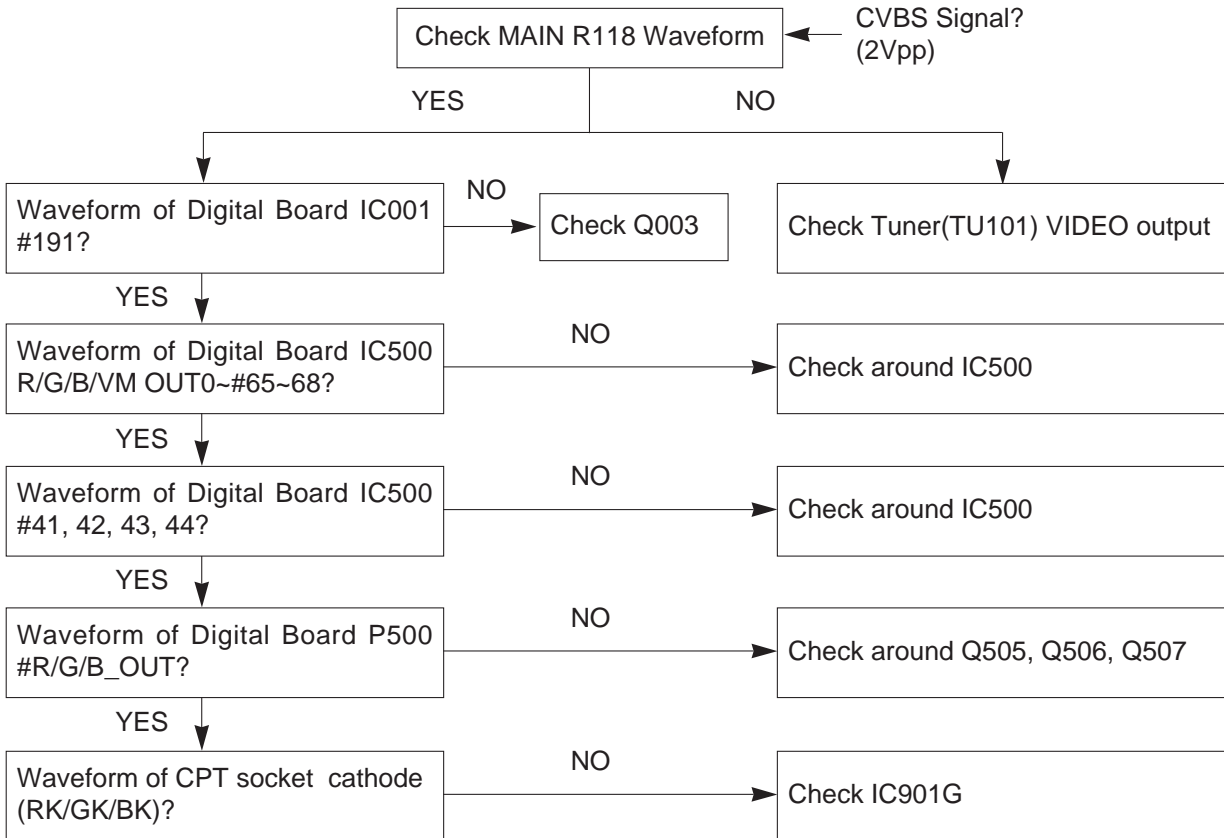 Check MAIN R118 Waveform
CVBS Signal?
(2Vpp)
YES
NO
Waveform of Digital Board IC001
#191?
NO
Check Q003
Check Tuner(TU101) VIDEO output
YES
Waveform of Digital Board IC500
R/G/B/VM OUT0~#65~68?
NO
Check around IC500
YES
Waveform of Digital Board IC500
#41, 42, 43, 44?
NO
Check around IC500
YES
Waveform of Digital Board P500
#R/G/B_OUT?
NO
Check around Q505, Q506, Q507
YES
Waveform of CPT socket cathode
(RK/GK/BK)?
NO
Check IC901G